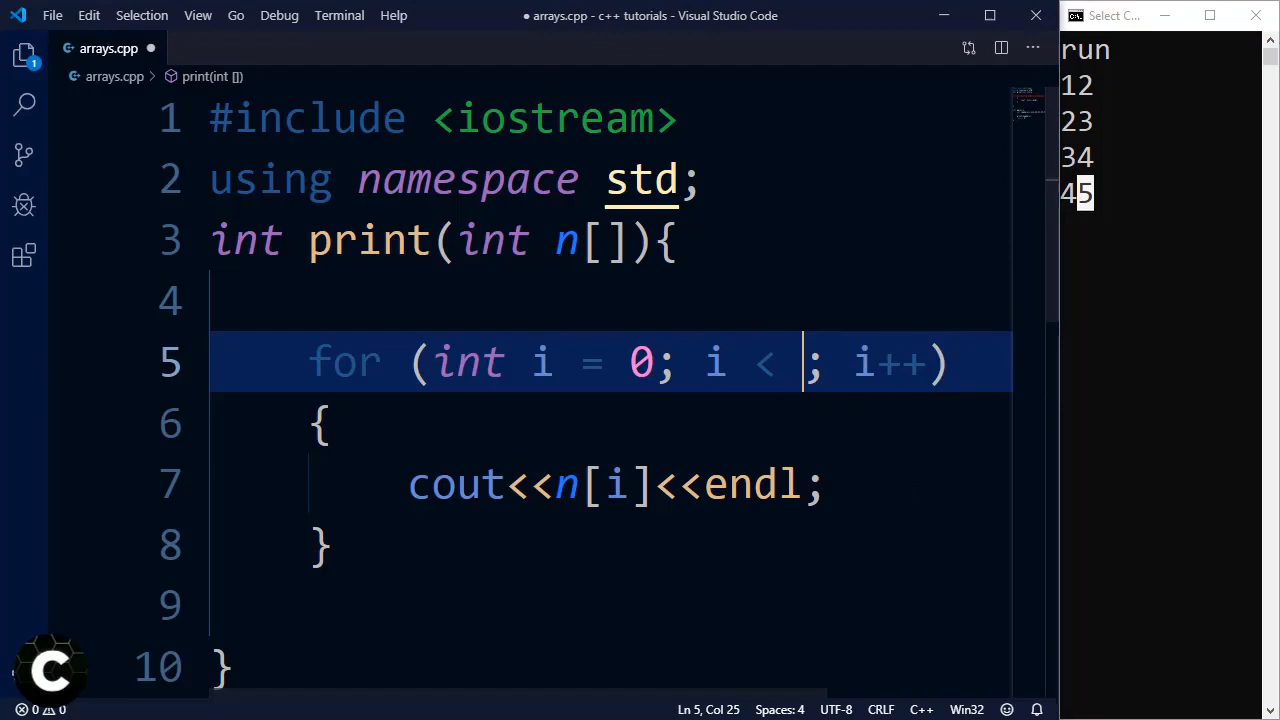 File Edit Selection View Go Debug Terminal Help
● arrays.cpp - c++ tutorials - Visual Studio Code
arrays.cpp ●
arrays.cpp > print(int [])
1 #include <iostream>
2 using namespace std;
3 int print(int n[]){
4
5 for (int i = 0; i < ; i++)
6 {
7 cout<<n[i]<<endl;
8 }
9
10 }
1
C
0 0
Ln 5, Col 25 Spaces: 4 UTF-8 CRLF C++ Win32
Select C...
run
12
23
34
45